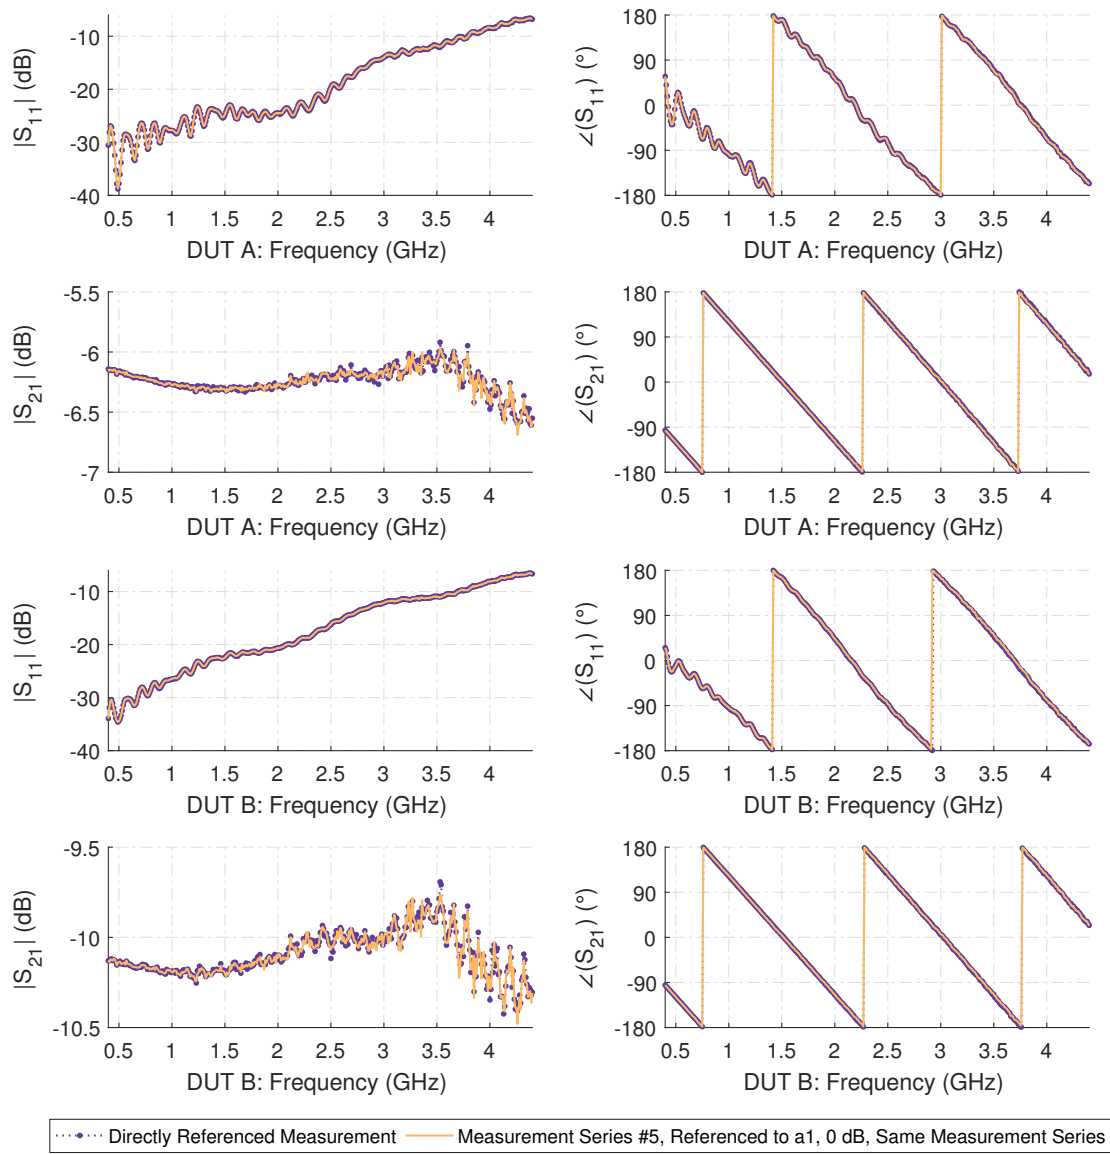 |S11| (dB)
-10
-20
-30
-40
0.5 1 1.5 2 2.5 3 3.5 4
DUT A: Frequency (GHz)
∠(S11) (°)
180
90
0
-90
-180
0.5 1 1.5 2 2.5 3 3.5 4
DUT A: Frequency (GHz)
|S21| (dB)
-5.5
-6
-6.5
-7
0.5 1 1.5 2 2.5 3 3.5 4
DUT A: Frequency (GHz)
∠(S21) (°)
180
90
0
-90
-180
0.5 1 1.5 2 2.5 3 3.5 4
DUT A: Frequency (GHz)
|S11| (dB)
-10
-20
-30
-40
0.5 1 1.5 2 2.5 3 3.5 4
DUT B: Frequency (GHz)
∠(S11) (°)
180
90
0
-90
-180
0.5 1 1.5 2 2.5 3 3.5 4
DUT B: Frequency (GHz)
|S21| (dB)
-9.5
-10
-10.5
0.5 1 1.5 2 2.5 3 3.5 4
DUT B: Frequency (GHz)
∠(S21) (°)
180
90
0
-90
-180
0.5 1 1.5 2 2.5 3 3.5 4
DUT B: Frequency (GHz)
Directly Referenced Measurement
Measurement Series #5, Referenced to a1, 0 dB, Same Measurement Series